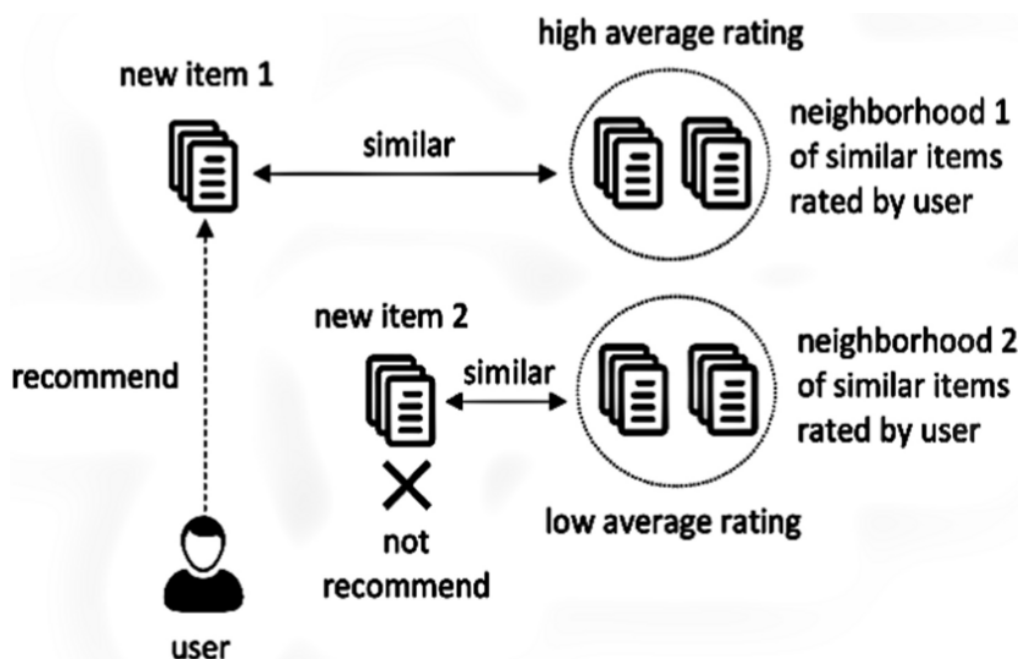 high average rating
new item 1
similar
neighborhood 1
of similar items
rated by user
new item 2
similar
neighborhood 2
of similar items
rated by user
recommend
not
recommend
low average rating
user